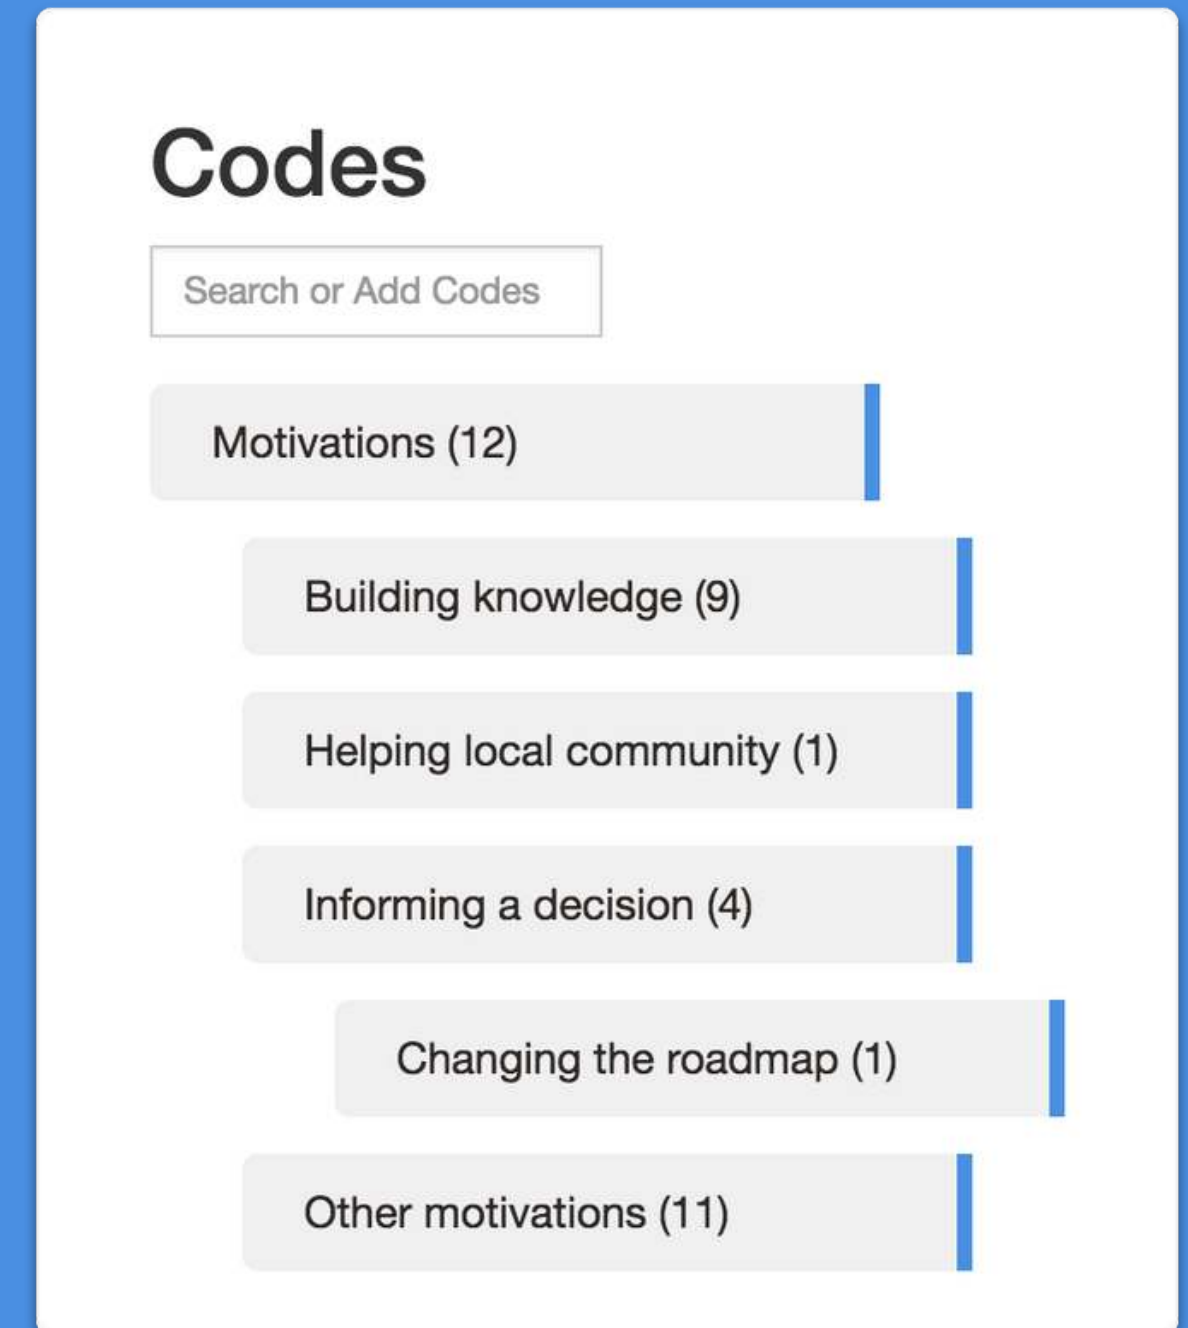 Codes
Search or Add Codes
Motivations (12)
Building knowledge (9)
Helping local community (1)
Informing a decision (4)
Changing the roadmap (1)
Other motivations (11)